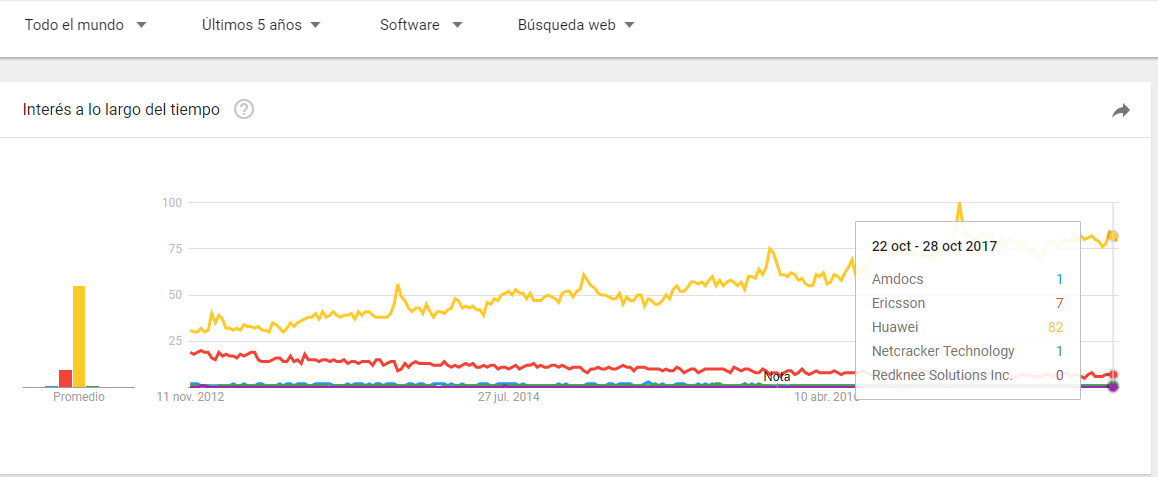 Todo el mundo Últimos 5 años Software Búsqueda web
Interés a lo largo del tiempo ?
100
75
50
25
22 oct - 28 oct 2017
Amdocs 1
Ericsson 7
Huawei 82
Netcracker Technology 1
Redknee Solutions Inc. 0
Nota
Promedio 11 nov. 2012 27 jul. 2014 10 abr. 2016